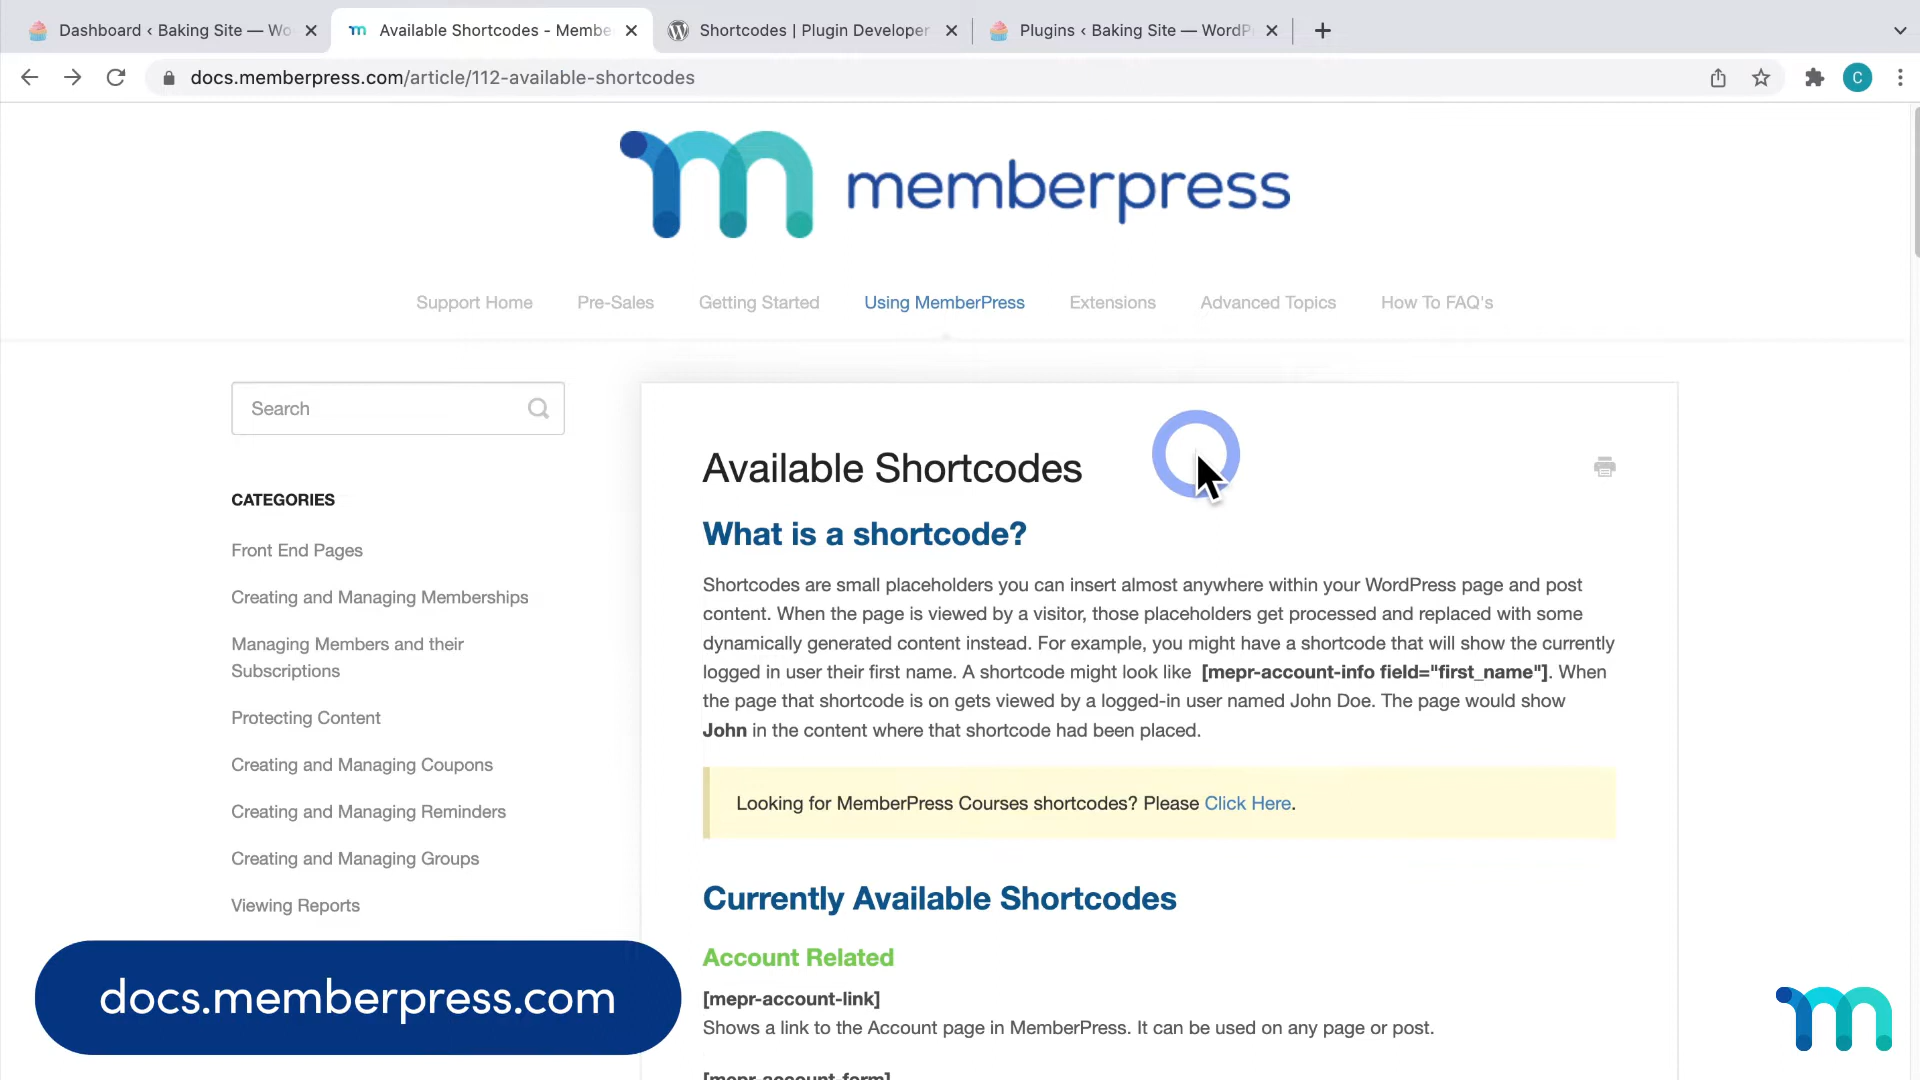 Dashboard ‹ Baking Site — Wo
Available Shortcodes - Membe
Shortcodes | Plugin Developer
Plugins ‹ Baking Site — WordP
docs.memberpress.com/article/112-available-shortcodes
C
memberpress
Support Home
Pre-Sales
Getting Started
Using MemberPress
Extensions
Advanced Topics
How To FAQ's
Search
CATEGORIES
Front End Pages
Creating and Managing Memberships
Managing Members and their
Subscriptions
Protecting Content
Creating and Managing Coupons
Creating and Managing Reminders
Creating and Managing Groups
Viewing Reports
Available Shortcodes
What is a shortcode?
Shortcodes are small placeholders you can insert almost anywhere within your WordPress page and post
content. When the page is viewed by a visitor, those placeholders get processed and replaced with some
dynamically generated content instead. For example, you might have a shortcode that will show the currently
logged in user their first name. A shortcode might look like [mepr-account-info field="first_name"]. When
the page that shortcode is on gets viewed by a logged-in user named John Doe. The page would show
John in the content where that shortcode had been placed.
Looking for MemberPress Courses shortcodes? Please Click Here.
Currently Available Shortcodes
Account Related
[mepr-account-link]
Shows a link to the Account page in MemberPress. It can be used on any page or post.
[mepr-account-form]
docs.memberpress.com